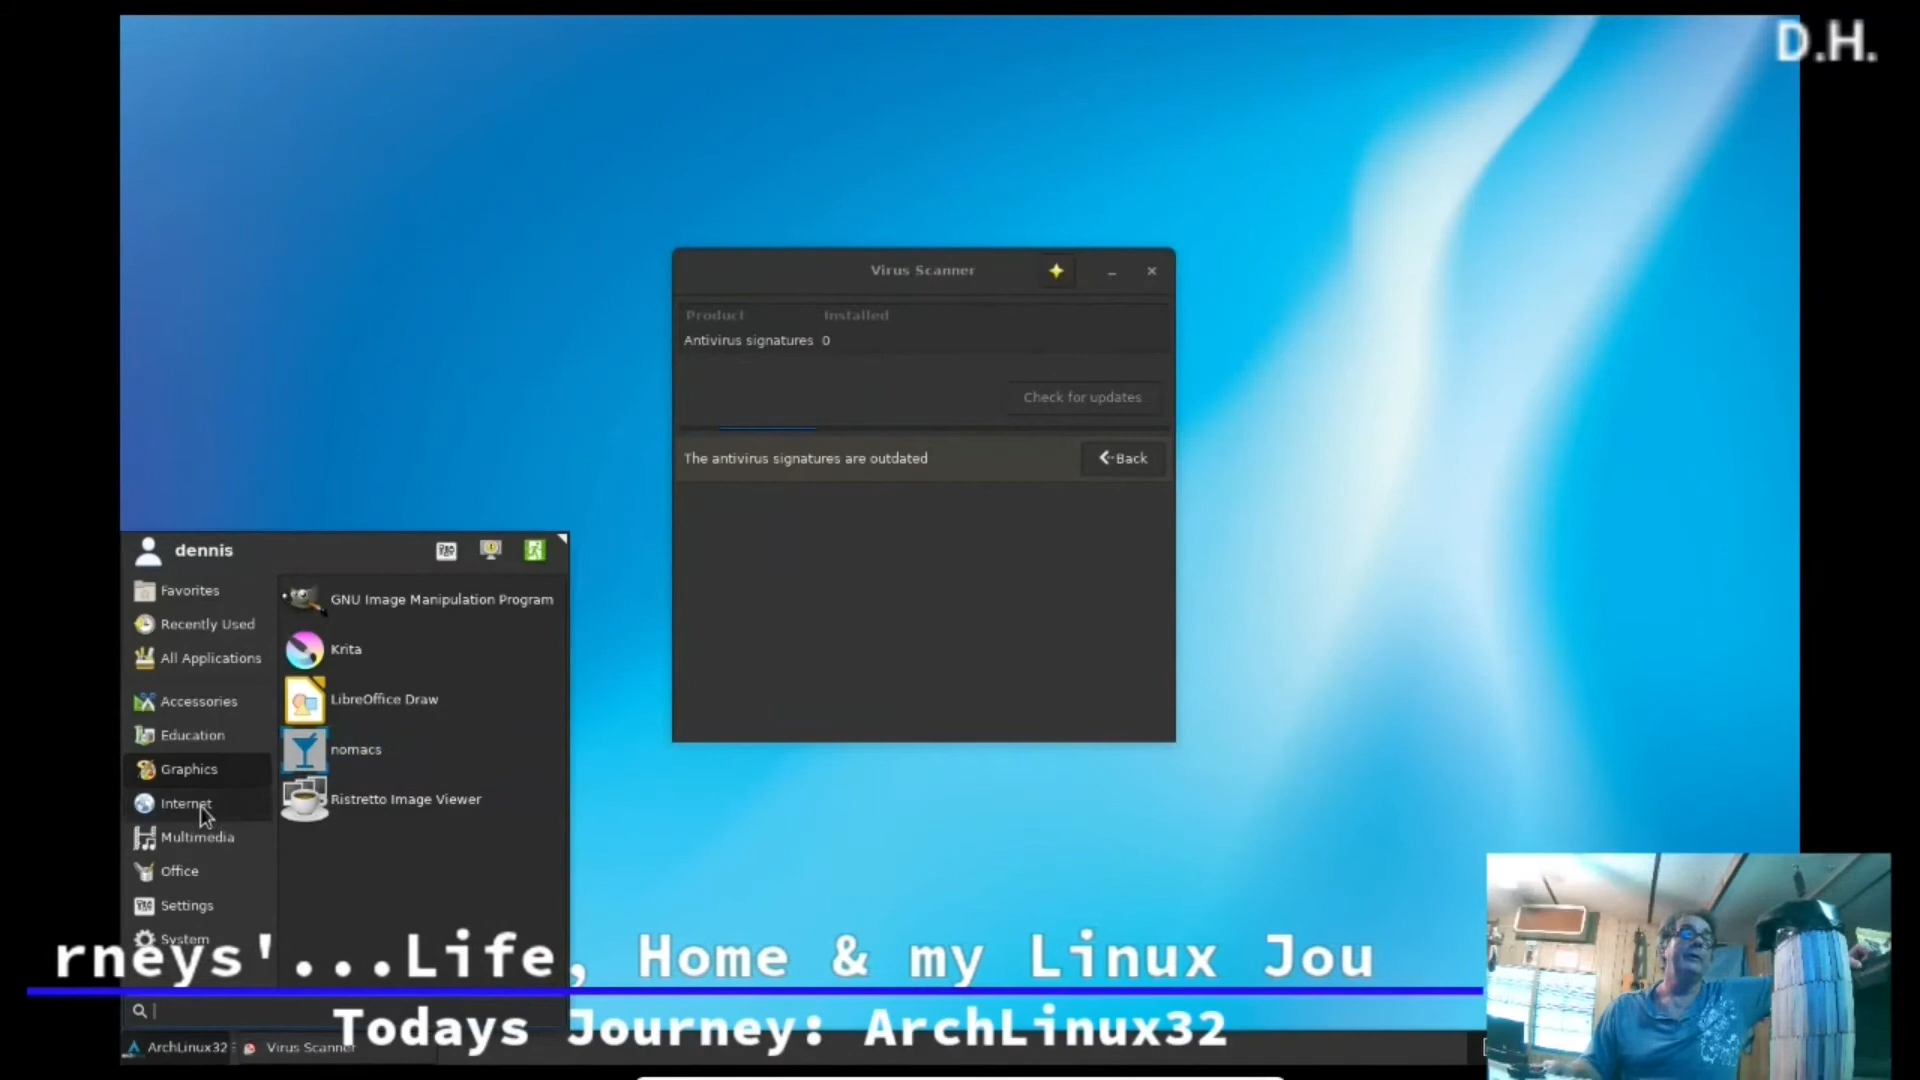 D.H.
Virus Scanner
Product Installed
Antivirus signatures 0
Check for updates
The antivirus signatures are outdated
Back
dennis
Favorites
Recently Used
All Applications
Accessories
Education
Graphics
Internet
Multimedia
Office
Settings
System
GNU Image Manipulation Program
Krita
LibreOffice Draw
nomacs
Ristretto Image Viewer
rneys'...Life, Home & my Linux Jou
Todays Journey: ArchLinux32
ArchLinux32
Virus Scanner